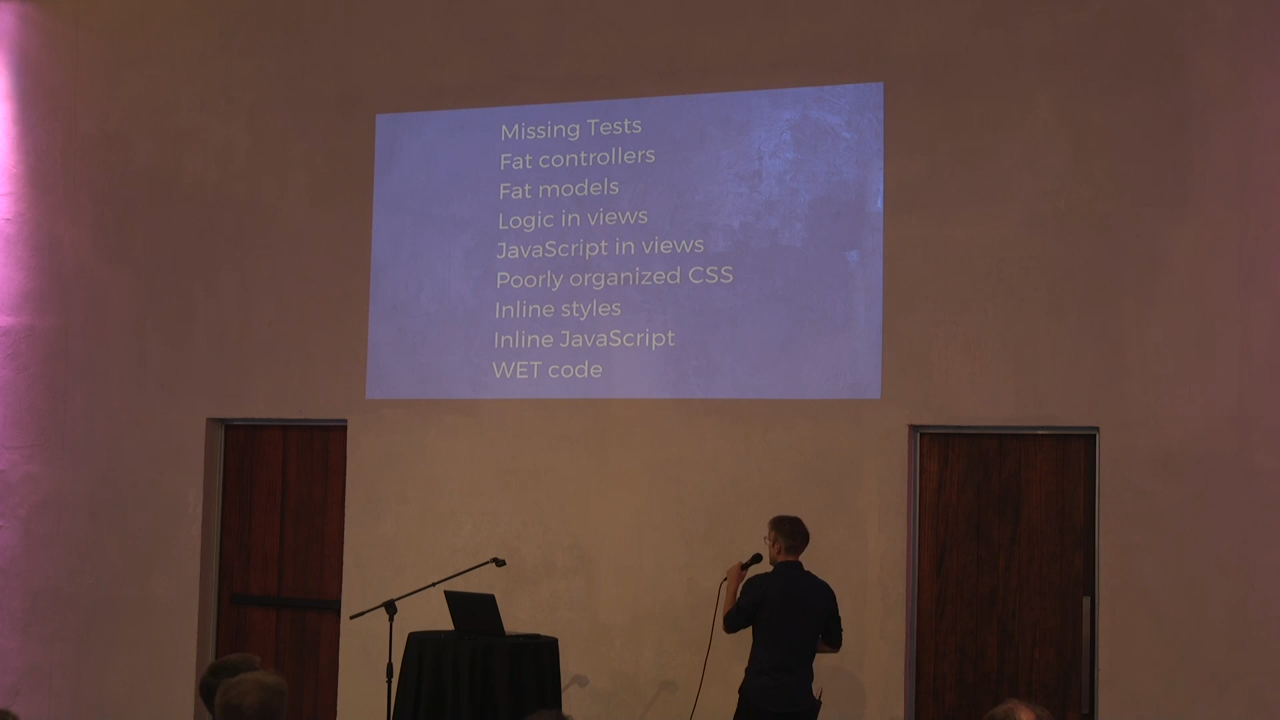 Missing Tests
Fat controllers
Fat models
Logic in views
JavaScript in views
Poorly organized CSS
Inline styles
Inline JavaScript
WET code